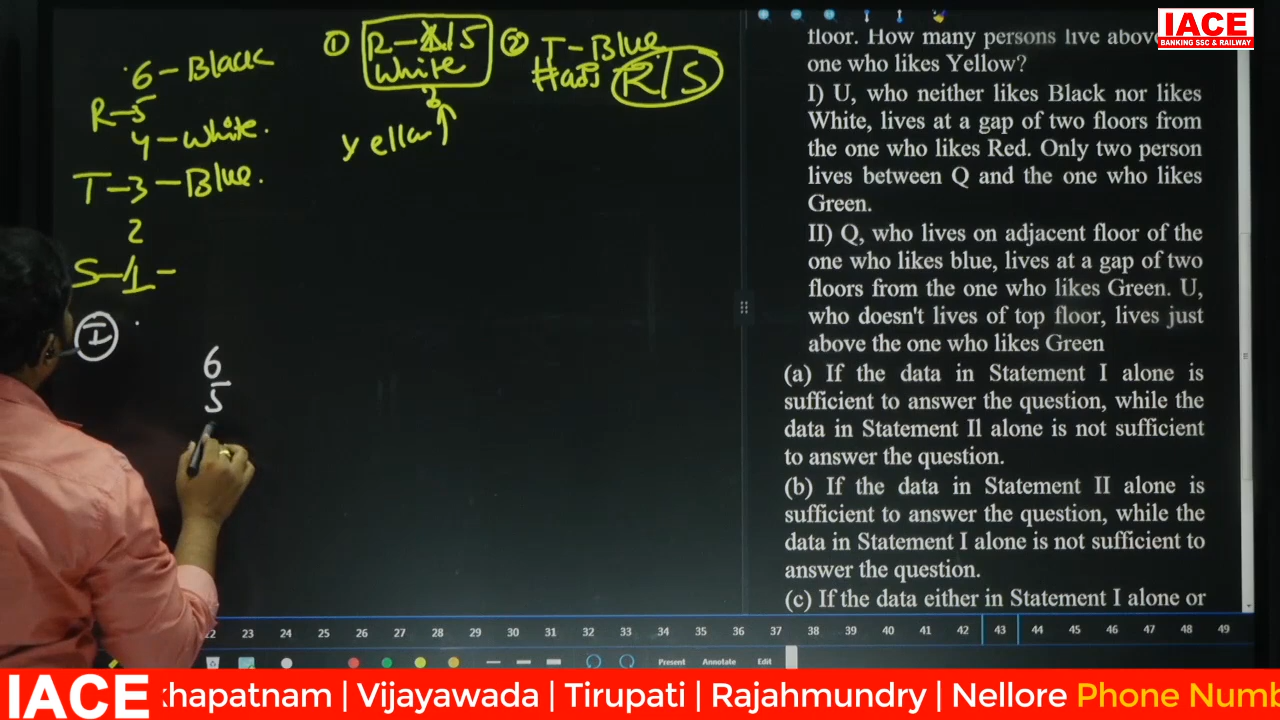 6 - Black
R - 5
4 - White.
T - 3 - Blue.
2
S - 1 -
I
6
5
① R - 1/5
White
Yellow
② T - Blue
R/S
IACE
BANKING SSC & RAILWAY
floor. How many persons live above
one who likes Yellow?
I) U, who neither likes Black nor likes
White, lives at a gap of two floors from
the one who likes Red. Only two person
lives between Q and the one who likes
Green.
II) Q, who lives on adjacent floor of the
one who likes blue, lives at a gap of two
floors from the one who likes Green. U,
who doesn't lives of top floor, lives just
above the one who likes Green
(a) If the data in Statement I alone is
sufficient to answer the question, while the
data in Statement Il alone is not sufficient
to answer the question.
(b) If the data in Statement II alone is
sufficient to answer the question, while the
data in Statement I alone is not sufficient to
answer the question.
(c) If the data either in Statement I alone or
23 24 25 26 27 28 29 30 31 32 33 34 35 36 37 38 39 40 41 42 43 44 45 46 47 48 49
Present Annotate Edit
IACE khapatnam | Vijayawada | Tirupati | Rajahmundry | Nellore Phone Numb